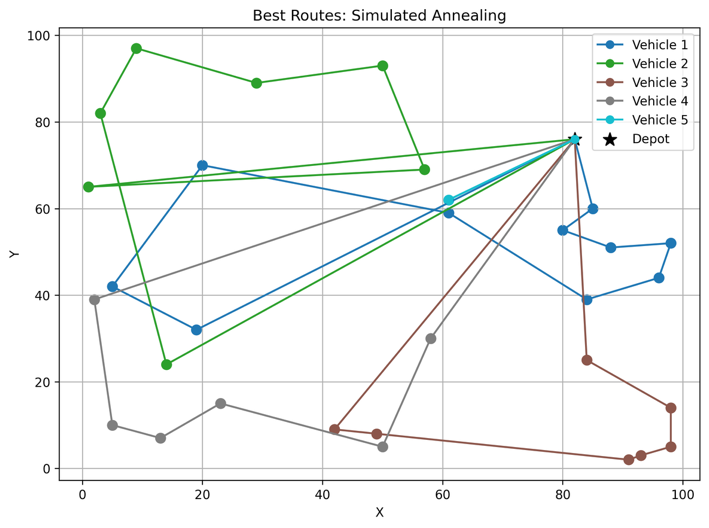 Best Routes: Simulated Annealing
Vehicle 1
Vehicle 2
Vehicle 3
Vehicle 4
Vehicle 5
Depot
100
80
60
40
20
0
Y
0 20 40 60 80 100
X